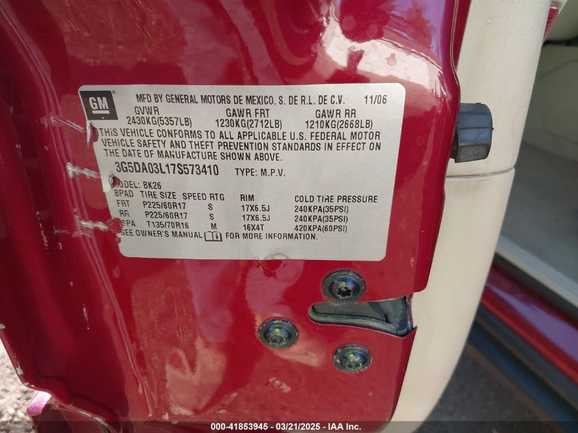 GM
MFD BY GENERAL MOTORS DE MEXICO, S. DE R.L. DE C.V. 11/06
GVWR GAWR FRT GAWR RR
2430KG(5357LB) 1230KG(2712LB) 1210KG(2668LB)
THIS VEHICLE CONFORMS TO ALL APPLICABLE U.S. FEDERAL MOTOR
VEHICLE SAFETY AND THEFT PREVENTION STANDARDS IN EFFECT ON
THE DATE OF MANUFACTURE SHOWN ABOVE.
3G5DA03L17S573410 TYPE: M.P.V.
MODEL: BK26
SPAD TIRE SIZE SPEED RTG RIM COLD TIRE PRESSURE
FRT P225/60R17 S 17X6.5J 240KPA(35PSI)
RR P225/60R17 S 17X6.5J 240KPA(35PSI)
SPA T135/70R16 M 16X4T 420KPA(60PSI)
SEE OWNER'S MANUAL FOR MORE INFORMATION.
000-41853945 - 03/21/2025 - IAA Inc.